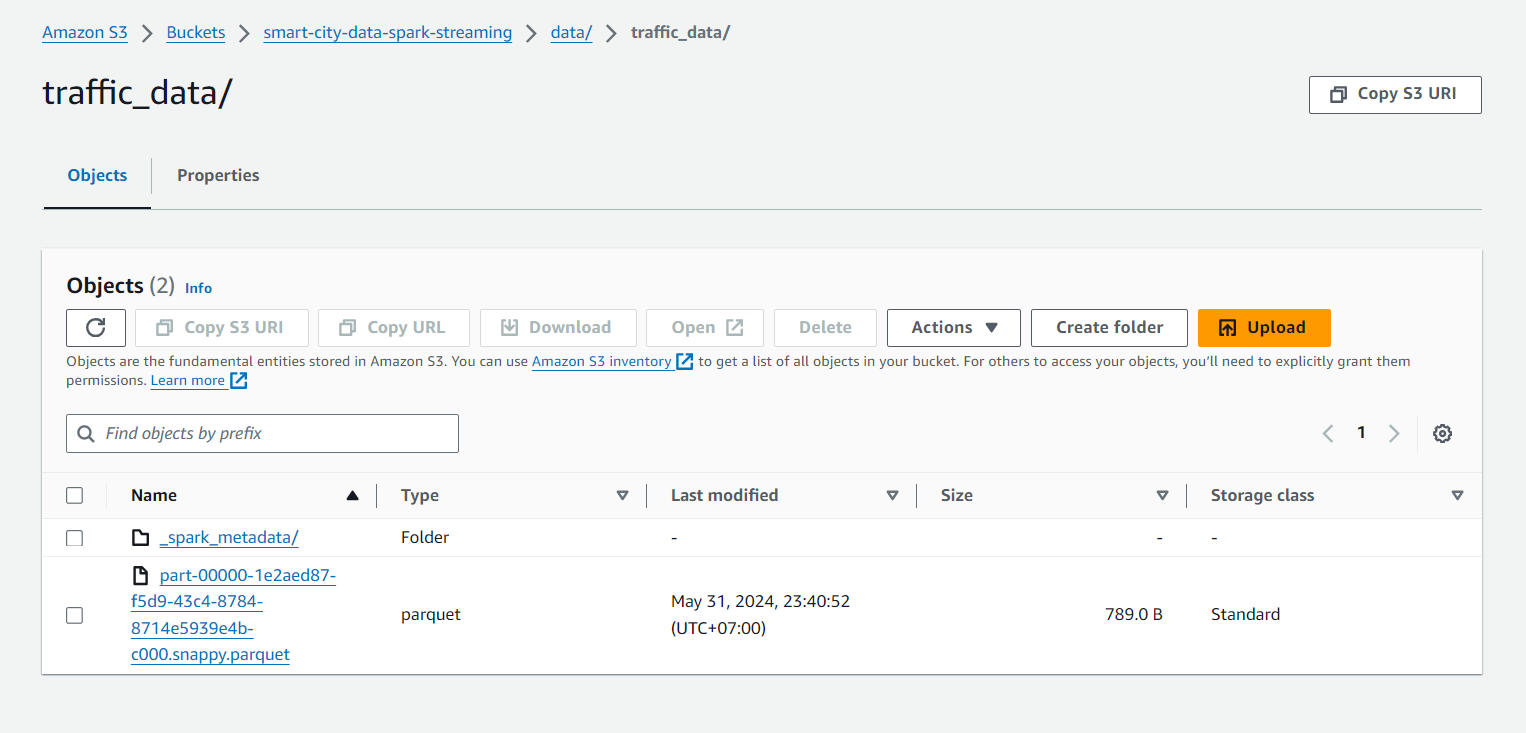 Amazon S3 > Buckets > smart-city-data-spark-streaming > data/ > traffic_data/
traffic_data/
Copy S3 URI
Objects
Properties
Objects (2) Info
Copy S3 URI
Copy URL
Download
Open
Delete
Actions
Create folder
Upload
Objects are the fundamental entities stored in Amazon S3. You can use Amazon S3 inventory to get a list of all objects in your bucket. For others to access your objects, you’ll need to explicitly grant them
permissions. Learn more
Find objects by prefix
1
Name
Type
Last modified
Size
Storage class
_spark_metadata/
Folder
-
-
-
part-00000-1e2aed87-
f5d9-43c4-8784-
8714e5939e4b-
c000.snappy.parquet
parquet
May 31, 2024, 23:40:52
(UTC+07:00)
789.0 B
Standard